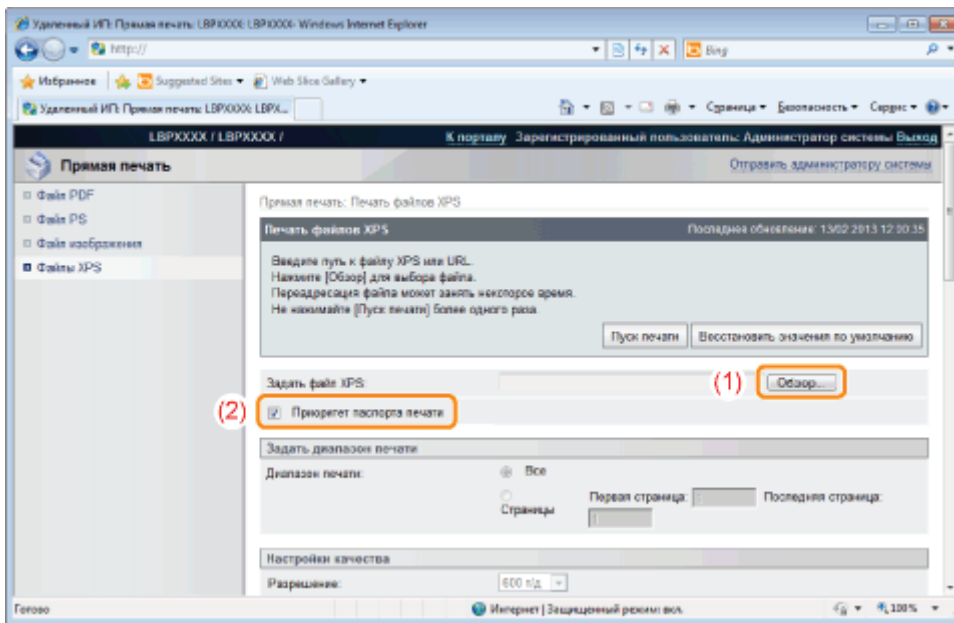 Удаленный ИП: Прямая печать: LBPXXXX: LBPXXXX- Windows Internet Explorer
http://
Bing
Избранное Suggested Sites Web Slice Gallery
Удаленный ИП: Прямая печать: LBPXXXX: LBPX...
Страница Безопасность Сервис
LBPXXXX / LBPXXXX /
К порталу Зарегистрированный пользователь: Администратор системы Выход
Прямая печать
Отправить администратору системы
Файл PDF
Файл PS
Файл изображения
Файлы XPS
Прямая печать: Печать файлов XPS
Печать файлов XPS
Последнее обновление: 13/02 2013 12:00:35
Введите путь к файлу XPS или URL.
Нажмите [Обзор] для выбора файла.
Переадресация файла может занять некоторое время.
Не нажимайте [Пуск печати] более одного раза.
Пуск печати
Восстановить значения по умолчанию
Задать файл XPS:
(1)
Обзор...
(2)
Приоритет паспорта печати
Задать диапазон печати
Диапазон печати:
Все
Страницы
Первая страница:
Последняя страница:
Настройки качества
Разрешение:
600 т/д
Готово
Интернет | Защищенный режим: вкл.
100%